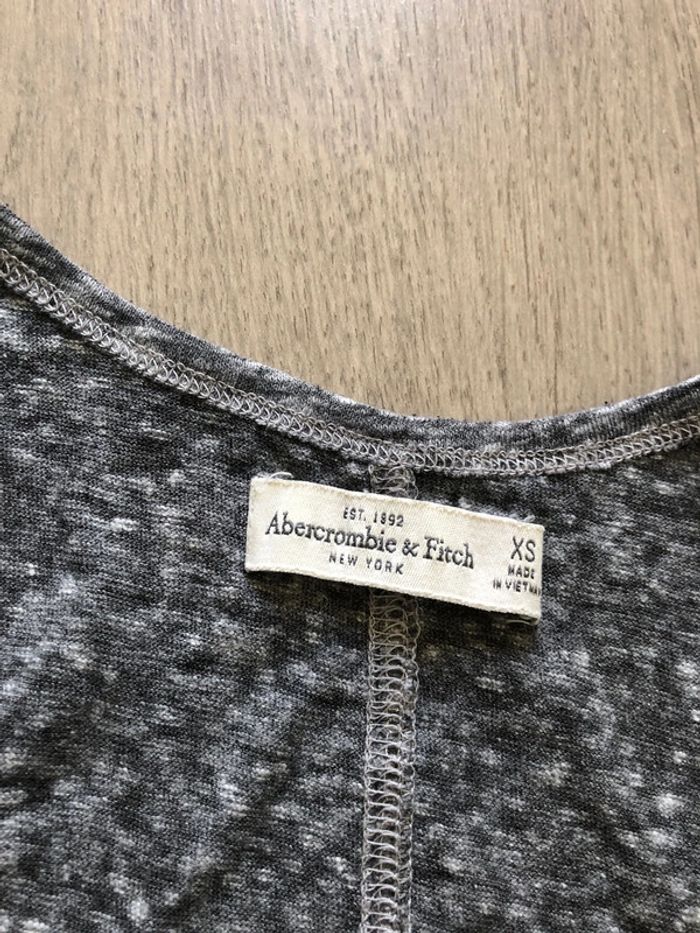 EST. 1892
Abercrombie & Fitch
NEW YORK
XS
MADE
IN VIETNAM